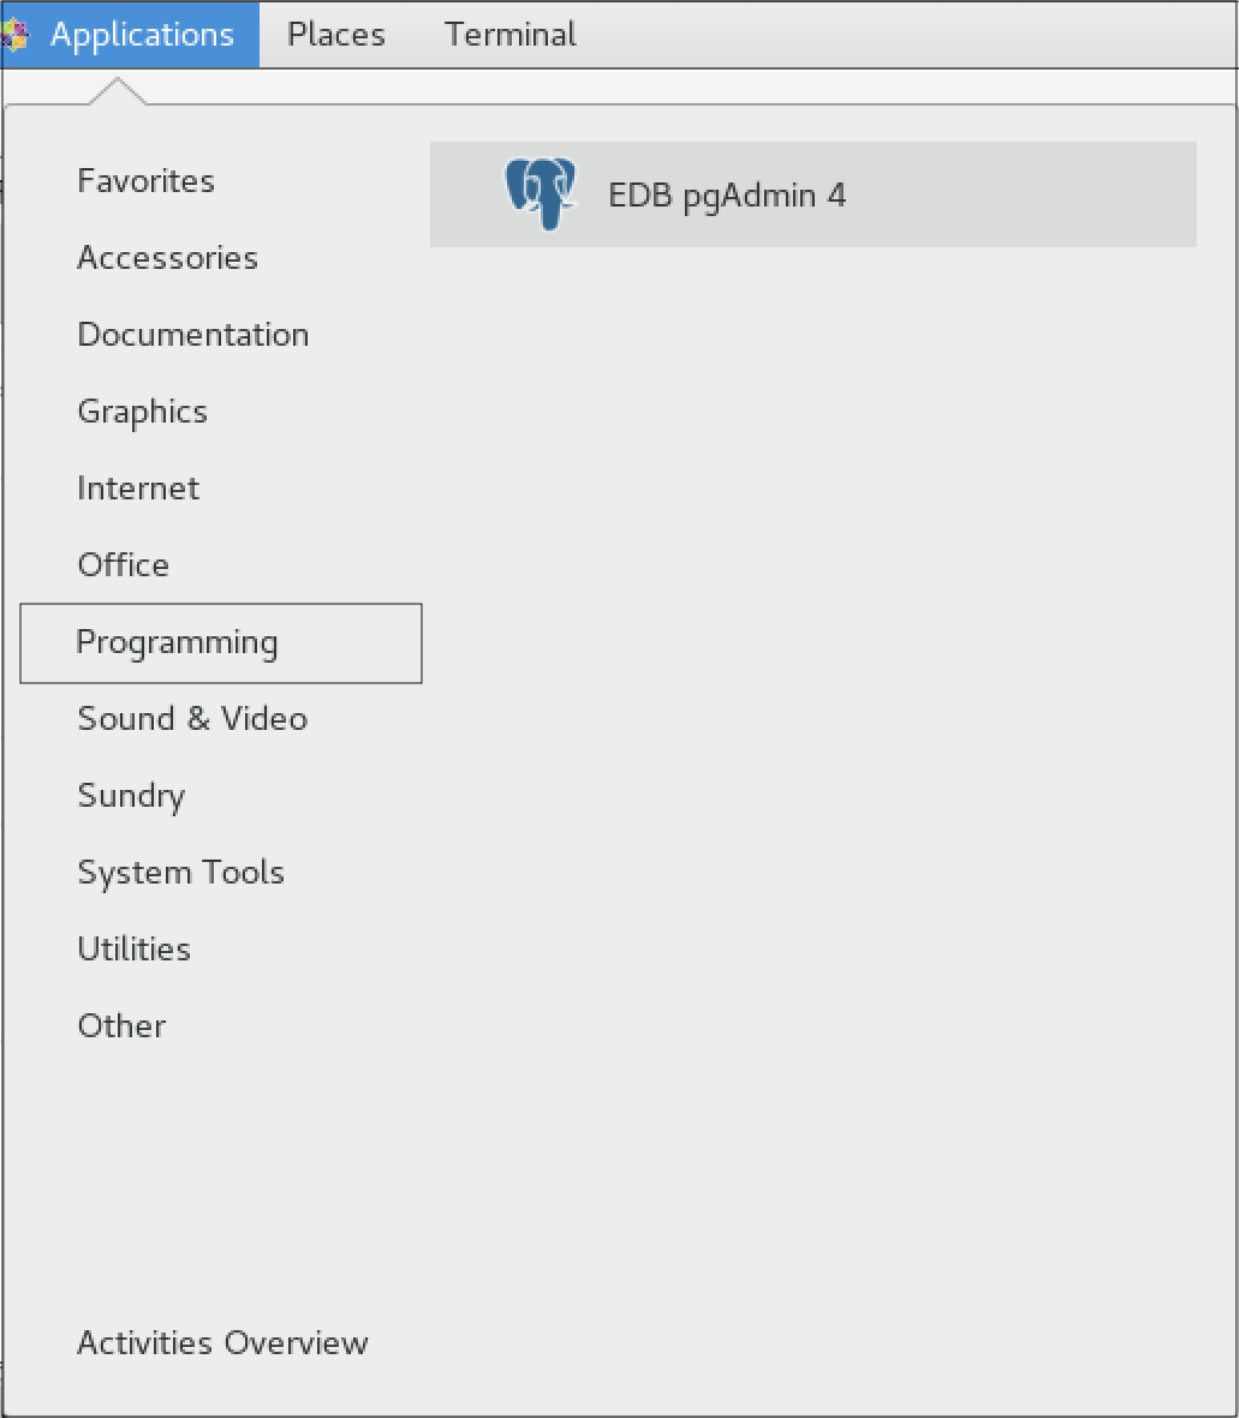 Applications Places Terminal
Favorites
EDB pgAdmin 4
Accessories
Documentation
Graphics
Internet
Office
Programming
Sound & Video
Sundry
System Tools
Utilities
Other
Activities Overview